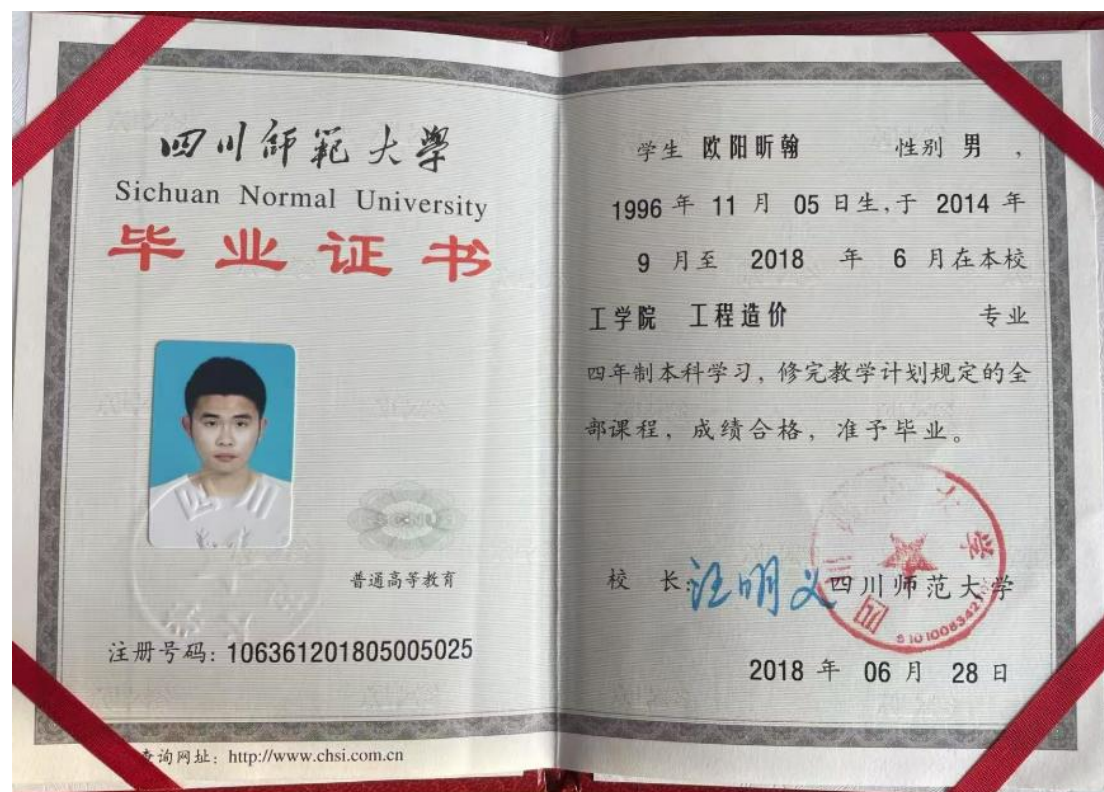 四川師範大學
Sichuan Normal University
毕业证书
普通高等教育
注册号码：106361201805005025
查询网址：http://www.chsi.com.cn
学生 欧阳昕翰 性别 男，
1996 年 11 月 05 日生,于 2014 年
9 月至 2018 年 6 月在本校
工学院 工程造价 专业
四年制本科学习，修完教学计划规定的全
部课程，成绩合格，准予毕业。
校 长:汪明义 四川师范大学
2018 年 06 月 28 日